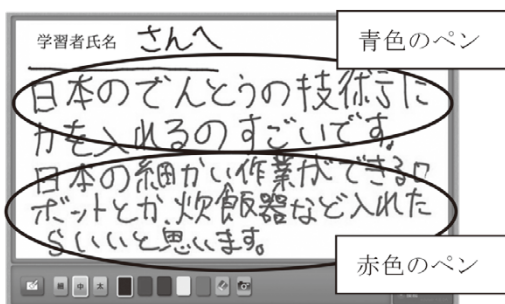 学習者氏名 さんへ
青色のペン
日本のでんとうの技術に
力を入れるのすごいです。
日本の細かい作業ができるロ
ボットとか、炊飯器など入れた
らいいと思います。
赤色のペン
細 中 太